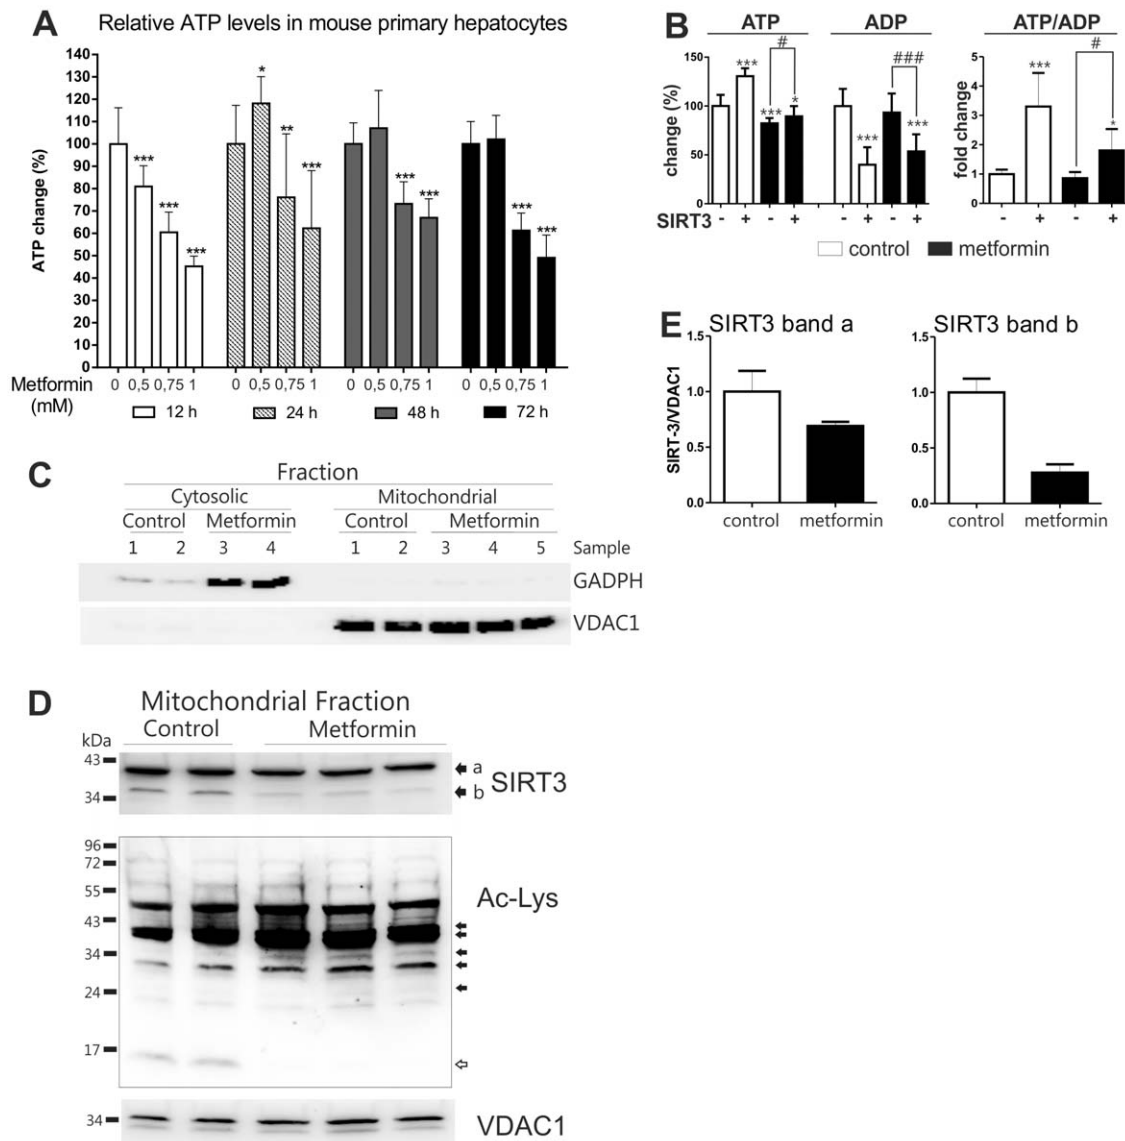 A Relative ATP levels in mouse primary hepatocytes
ATP change (%)
140
130
120
110
100
90
80
70
60
50
40
30
20
10
0
*** *** ***
* ** ***
*** ***
*** ***
Metformin (mM)
0 0,5 0,75 1 0 0,5 0,75 1 0 0,5 0,75 1 0 0,5 0,75 1
12 h 24 h 48 h 72 h
B
ATP ADP ATP/ADP
change (%)
150
100
50
0
*** *** # *
*** ### ***
fold change
5
4
3
2
1
0
*** # *
SIRT3 - + - + - + - + - + - +
control metformin
C
Fraction
Cytosolic Mitochondrial
Control Metformin Control Metformin
1 2 3 4 1 2 3 4 5 Sample
GADPH
VDAC1
D
Mitochondrial Fraction
Control Metformin
kDa
43
34
a
b
SIRT3
96
72
55
43
34
24
17
Ac-Lys
34
VDAC1
E
SIRT3 band a SIRT3 band b
SIRT-3/VDAC1
1.5
1.0
0.5
0.0
control metformin
1.5
1.0
0.5
0.0
control metformin